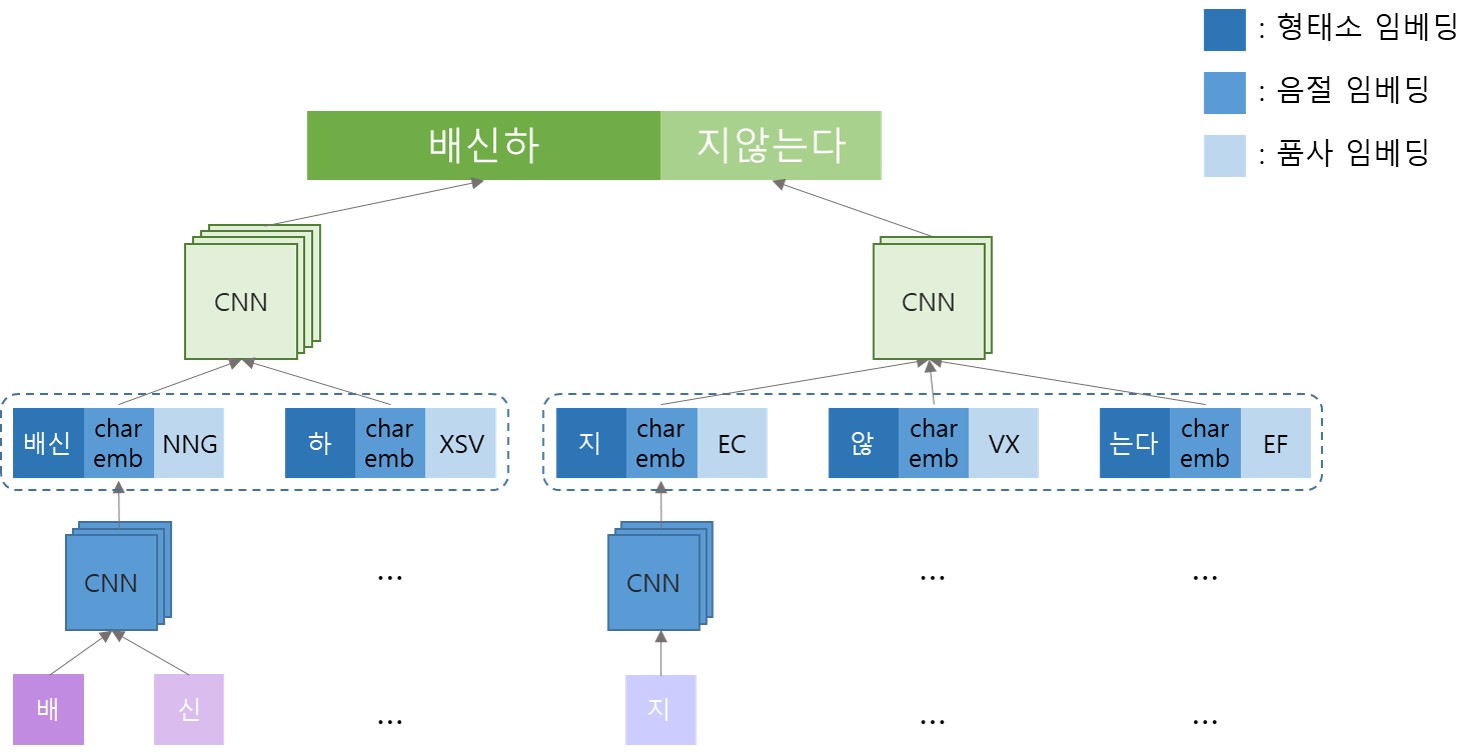 : 형태소 임베딩
: 음절 임베딩
: 품사 임베딩
배신하 지않는다
CNN CNN
배신 char emb NNG 하 char emb XSV 지 char emb EC 않 char emb VX 는다 char emb EF
CNN ... CNN ... ...
배 신 ... 지 ... ...